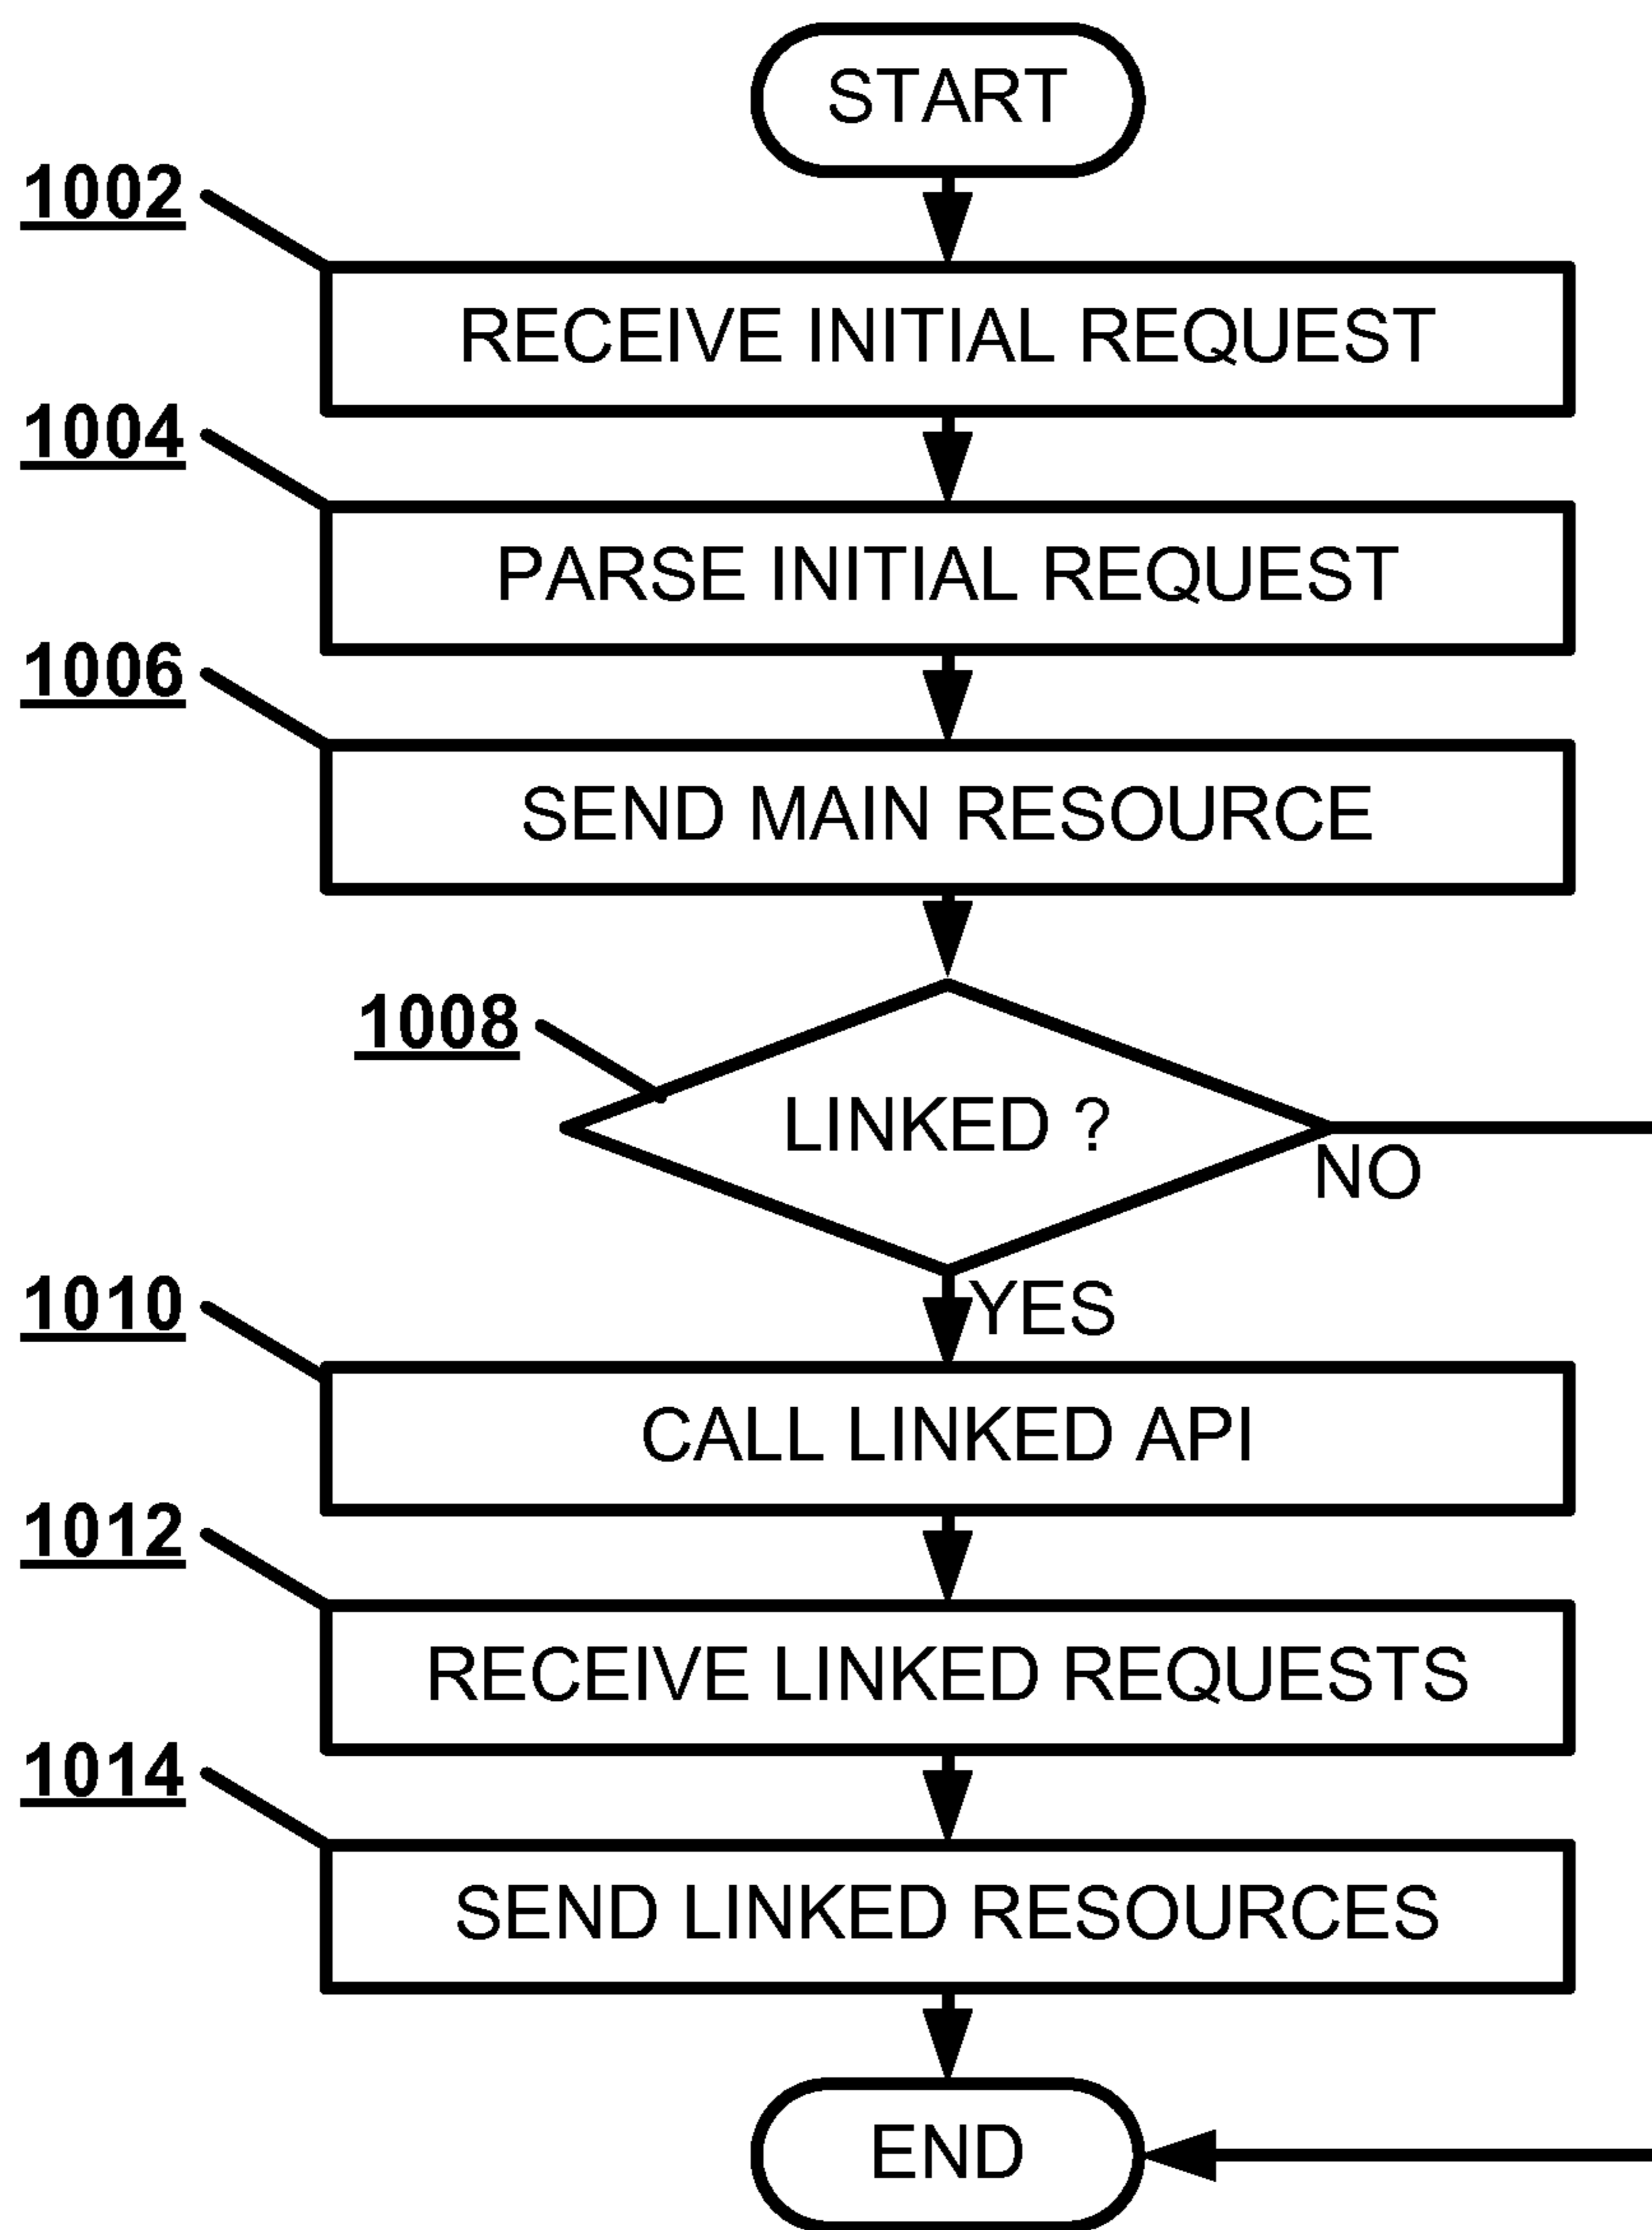 START
1002
RECEIVE INITIAL REQUEST
1004
PARSE INITIAL REQUEST
1006
SEND MAIN RESOURCE
1008
LINKED ?
NO
YES
1010
CALL LINKED API
1012
RECEIVE LINKED REQUESTS
1014
SEND LINKED RESOURCES
END